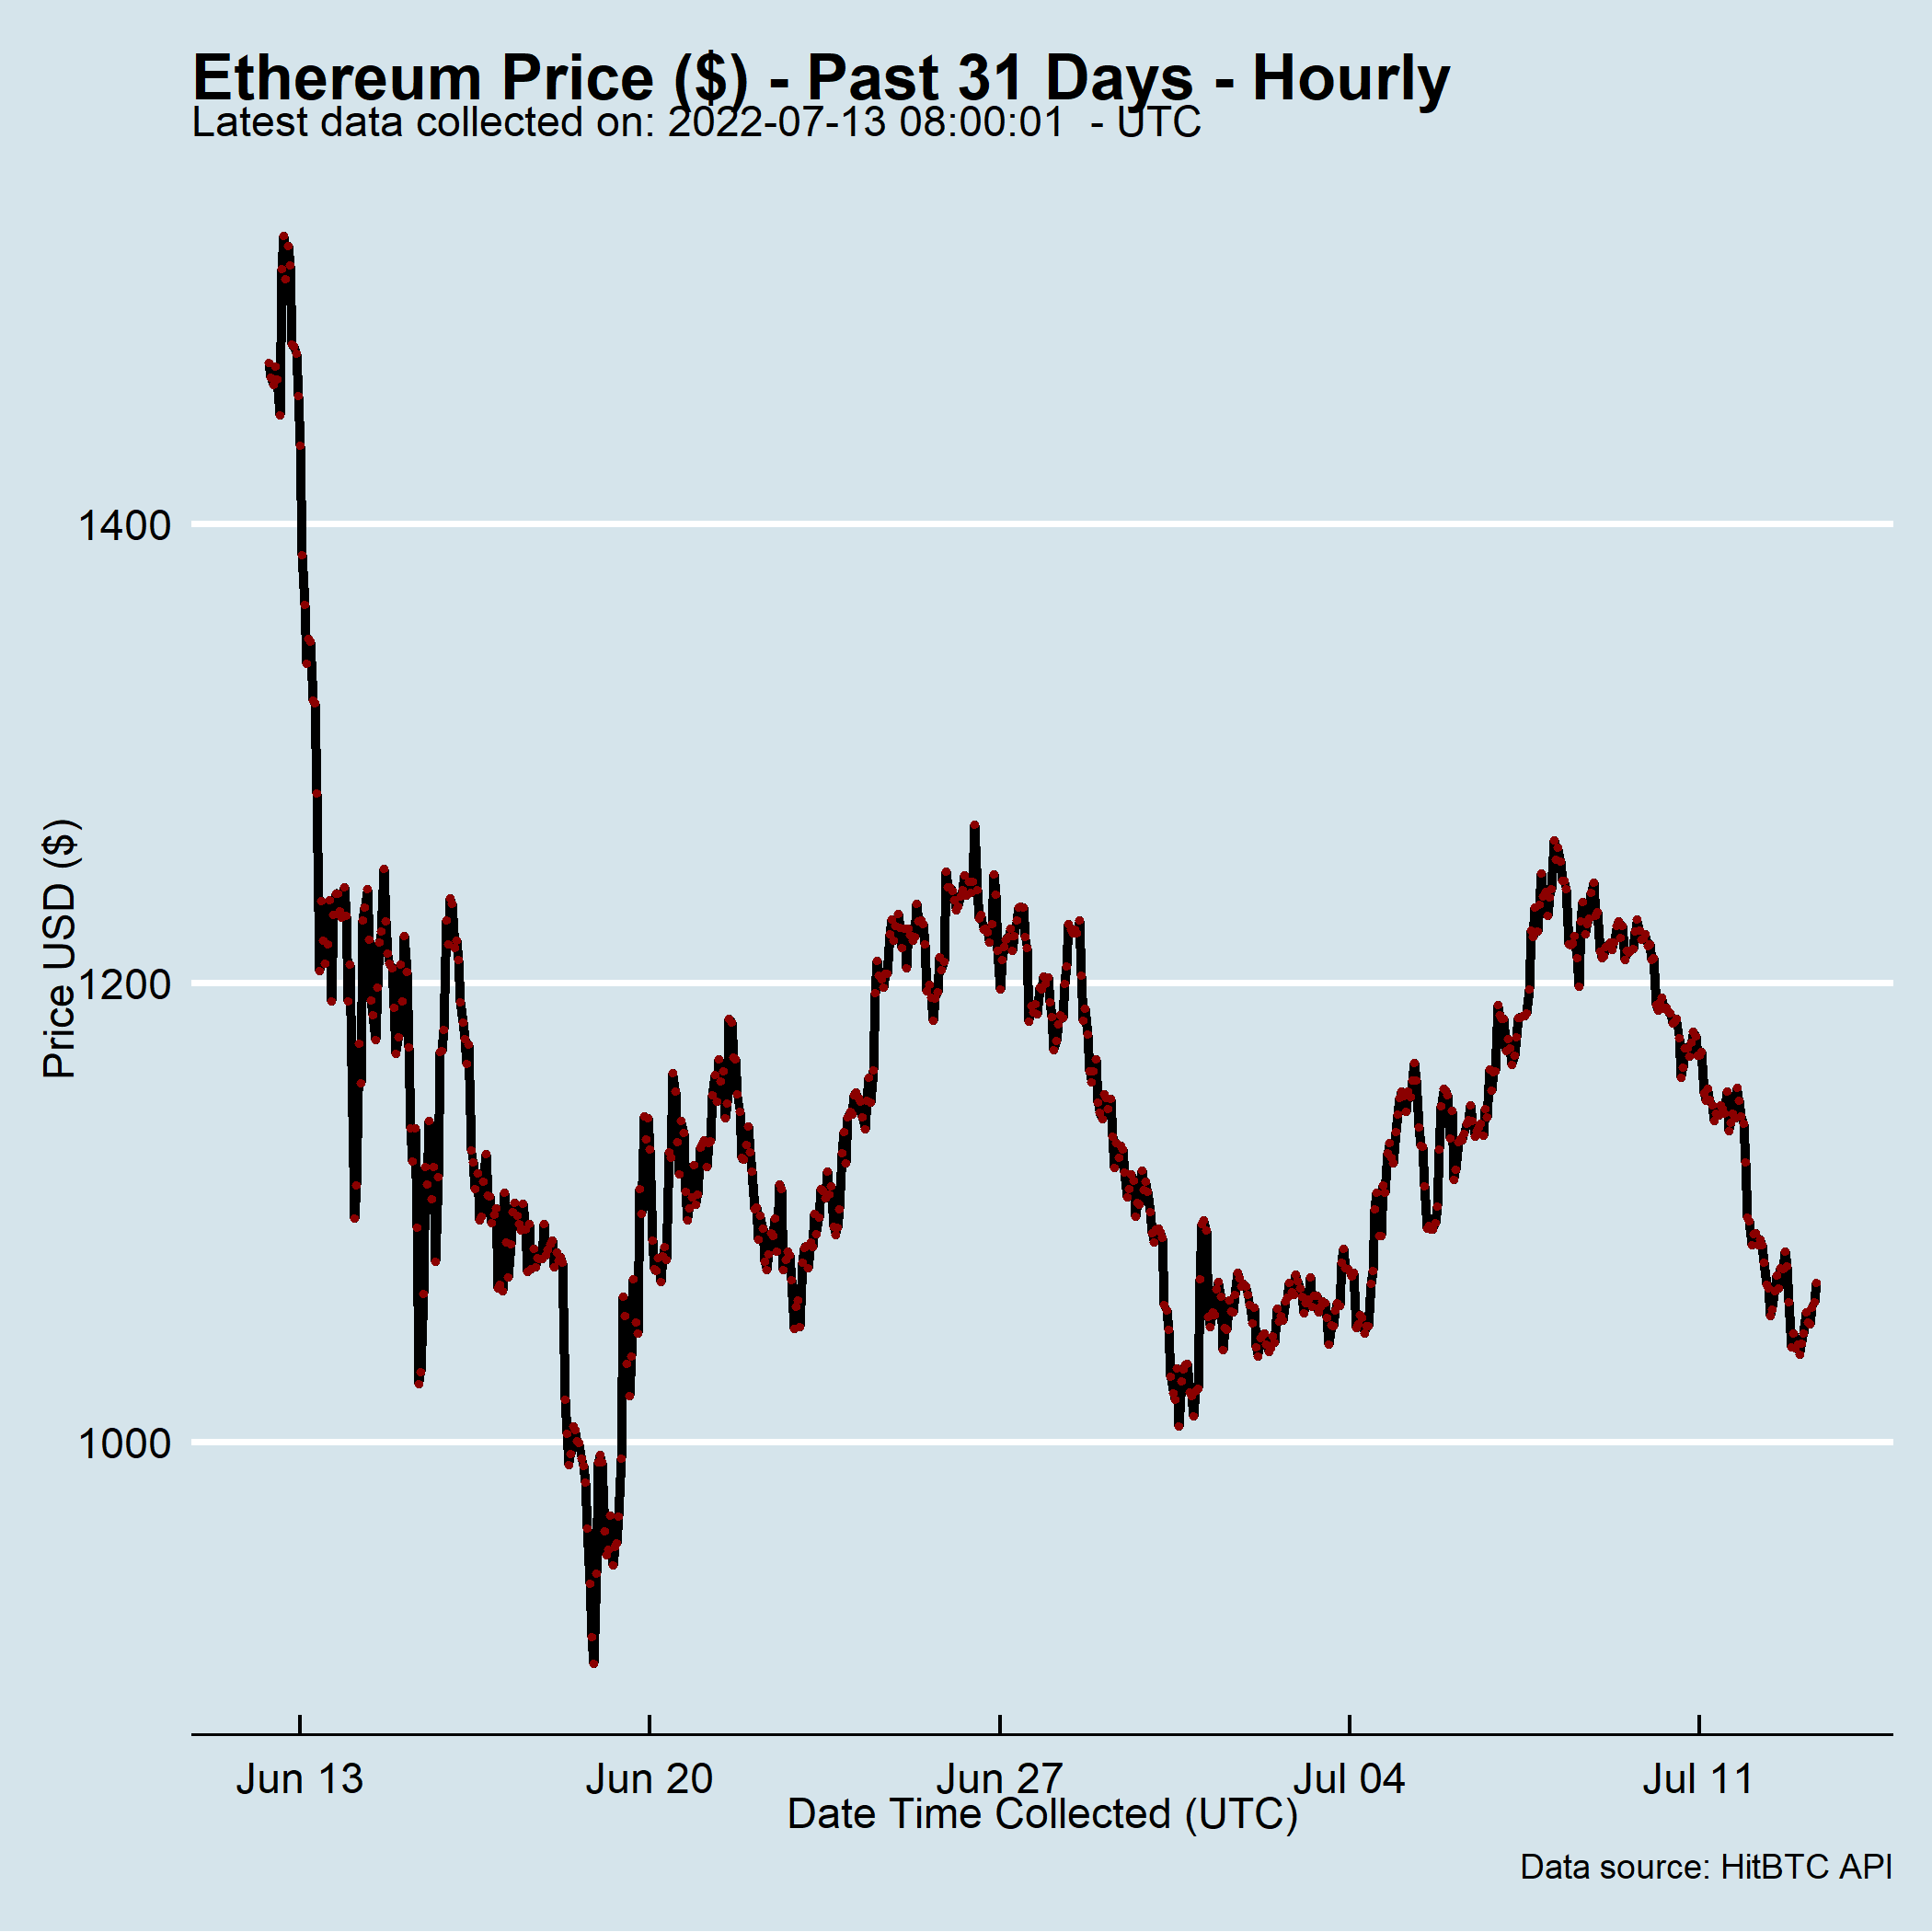 Ethereum Price ($) - Past 31 Days - Hourly
Latest data collected on: 2022-07-13 08:00:01  - UTC
1400
1200
1000
Price USD ($)
Jun 13
Jun 20
Jun 27
Jul 04
Jul 11
Date Time Collected (UTC)
Data source: HitBTC API